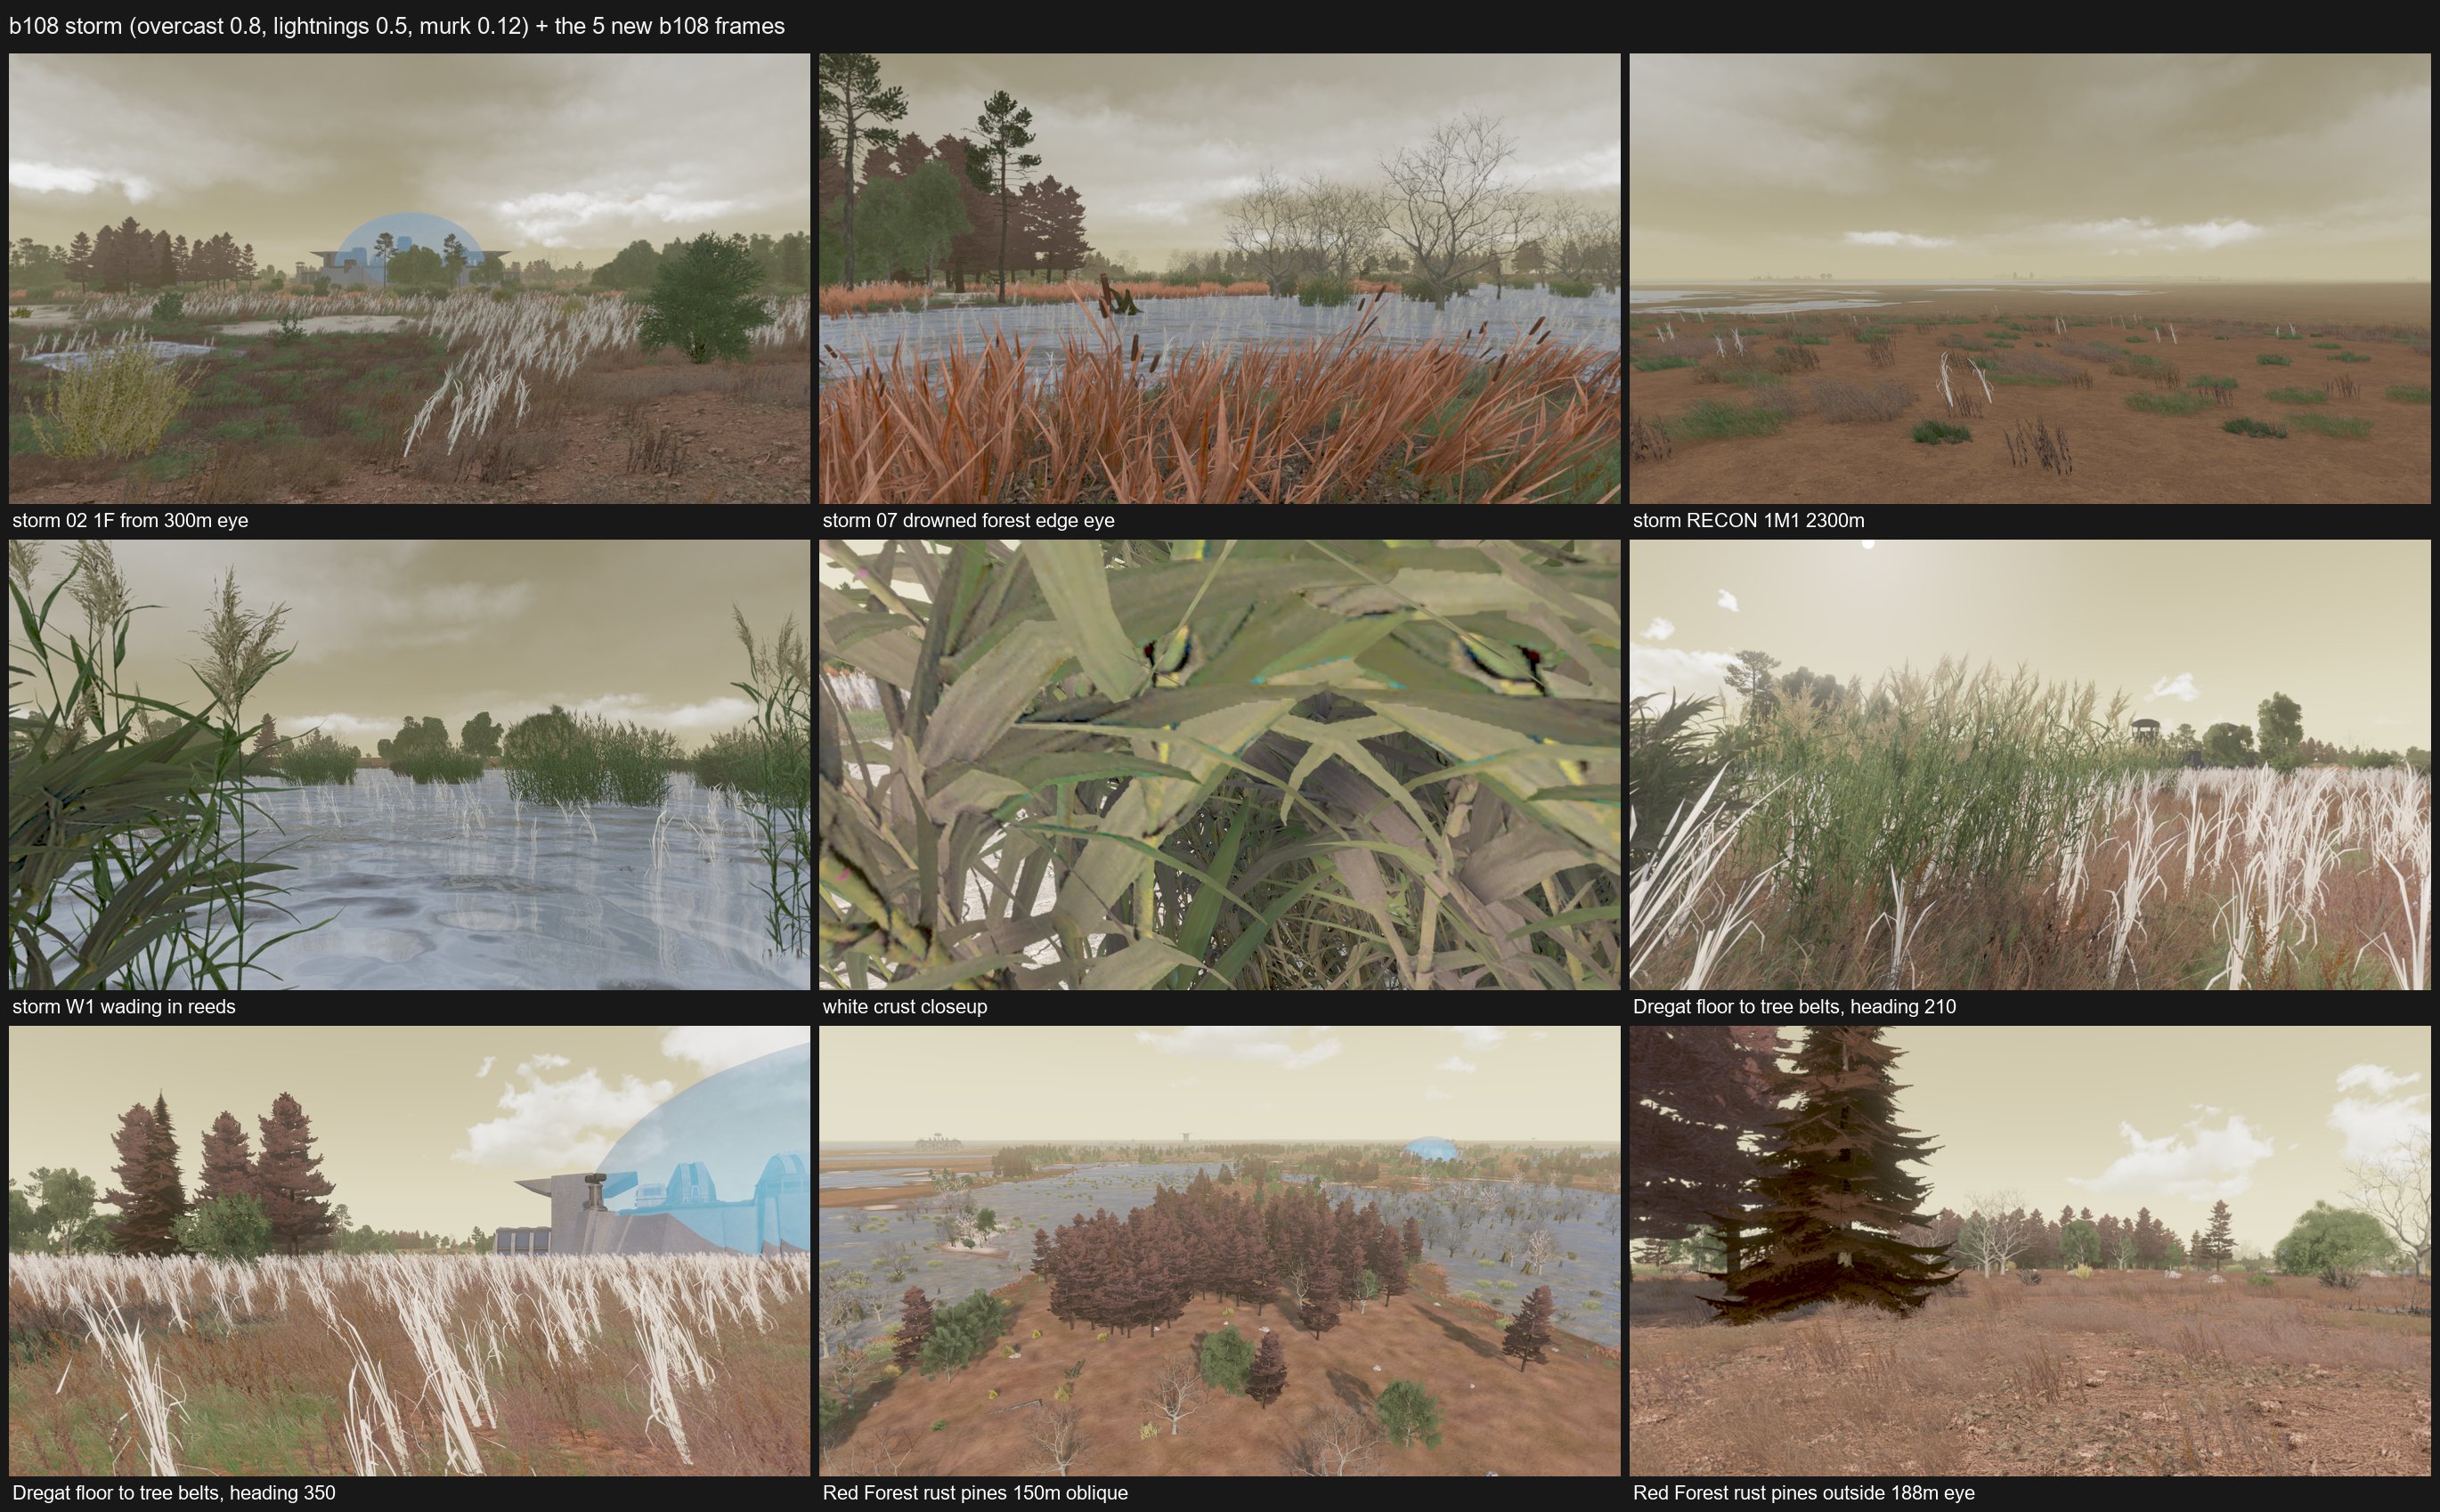 b108 storm (overcast 0.8, lightnings 0.5, murk 0.12) + the 5 new b108 frames
storm 02 1F from 300m eye
storm 07 drowned forest edge eye
storm RECON 1M1 2300m
storm W1 wading in reeds
white crust closeup
Dregat floor to tree belts, heading 210
Dregat floor to tree belts, heading 350
Red Forest rust pines 150m oblique
Red Forest rust pines outside 188m eye